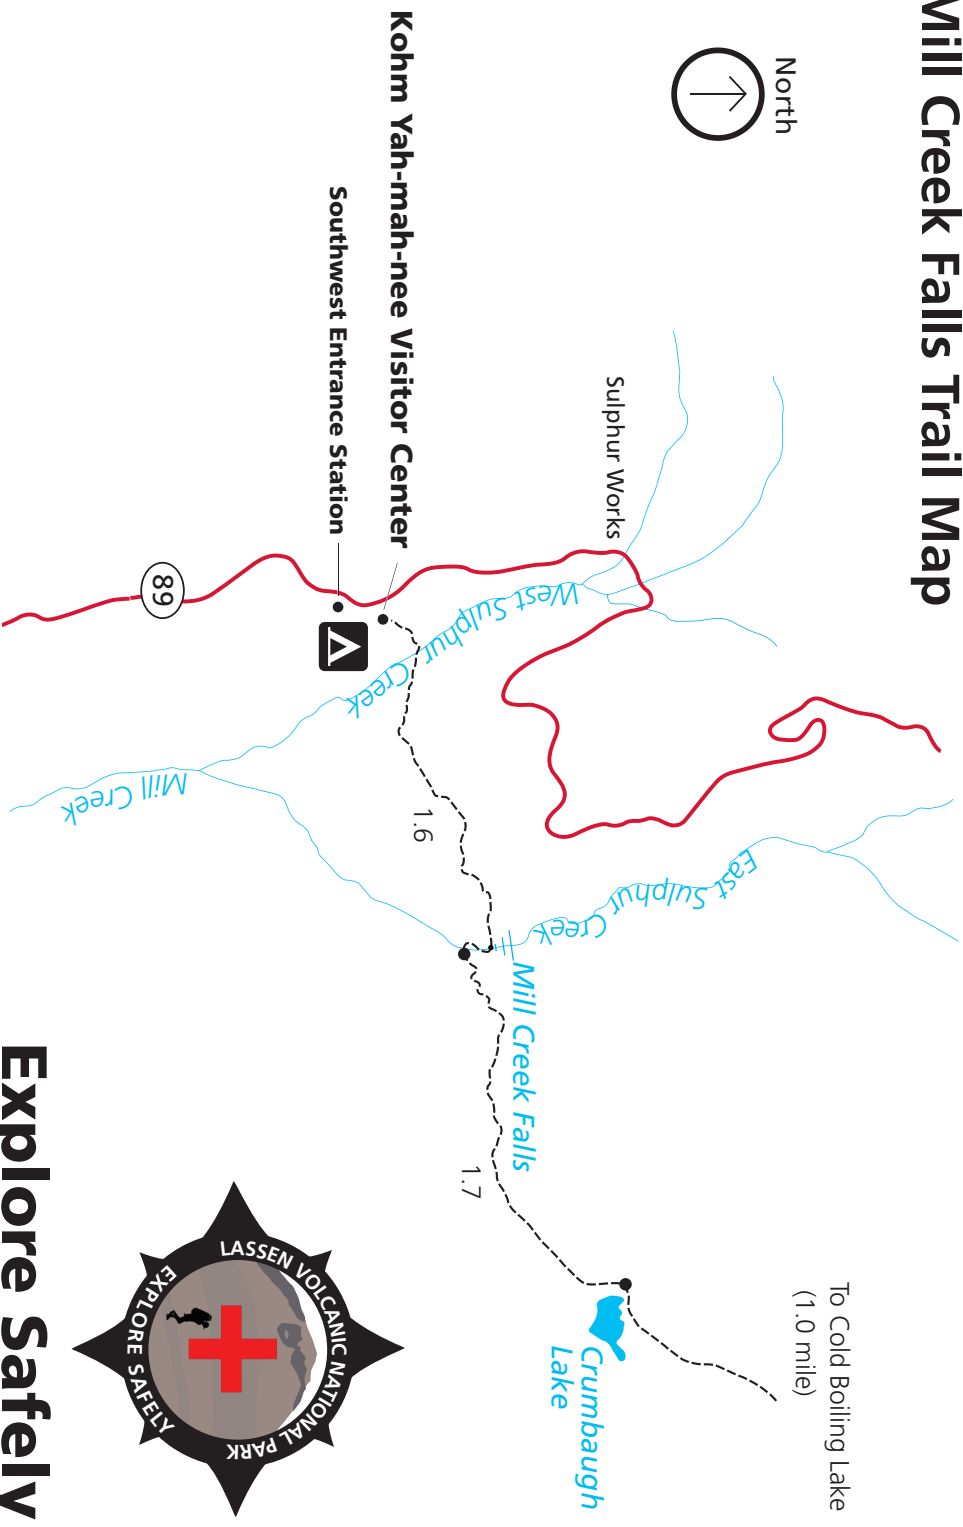 Mill Creek Falls Trail Map
North
Kohm Yah-mah-nee Visitor Center
Southwest Entrance Station
Sulphur Works
89
West Sulphur Creek
Mill Creek
East Sulphur Creek
1.6
Mill Creek Falls
1.7
To Cold Boiling Lake
(1.0 mile)
Crumbaugh
Lake
LASSEN VOLCANIC NATIONAL PARK
EXPLORE SAFELY
Explore Safely